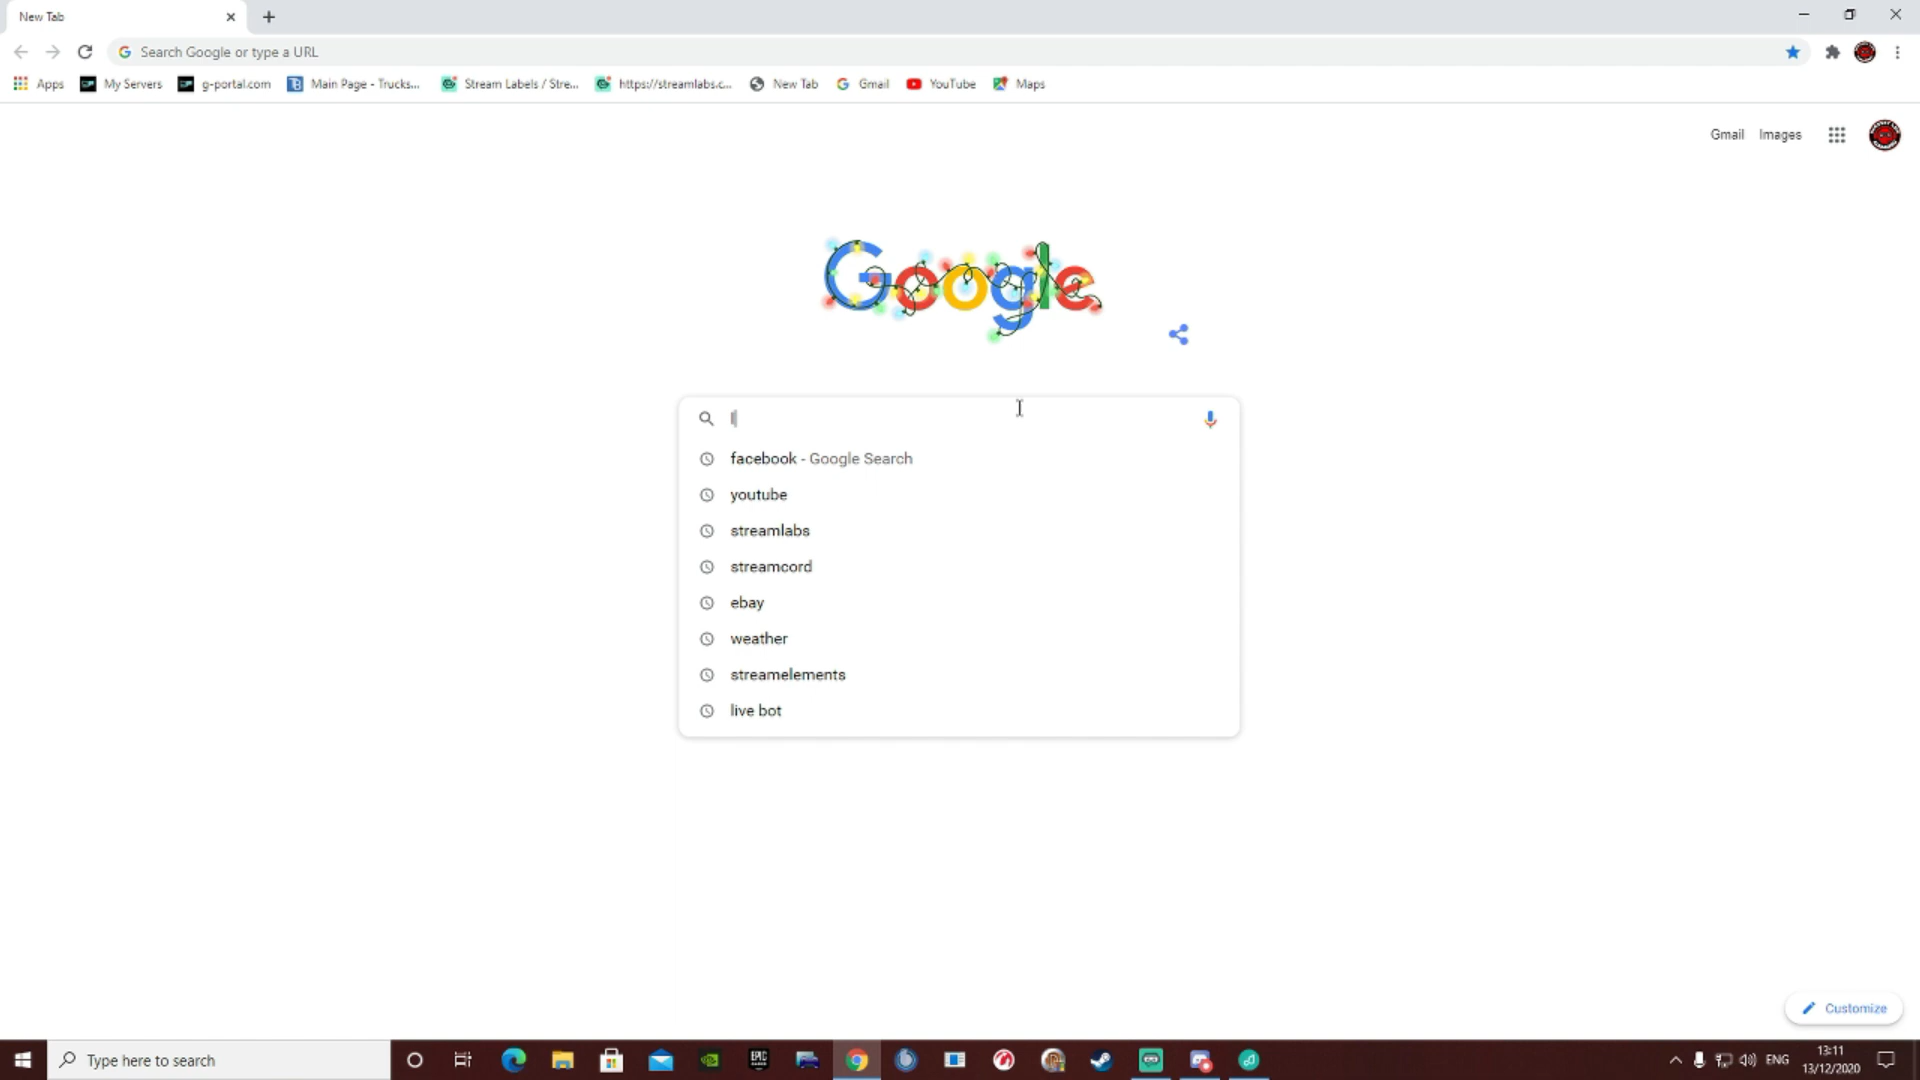 New Tab
Search Google or type a URL
Apps My Servers g-portal.com Main Page - Trucks... Stream Labels / Stre... https://streamlabs.c... New Tab Gmail YouTube Maps
Gmail Images
Google
facebook - Google Search
youtube
streamlabs
streamcord
ebay
weather
streamelements
live bot
Customize
Type here to search
EPIC
GAMES
ENG
13:11
13/12/2020